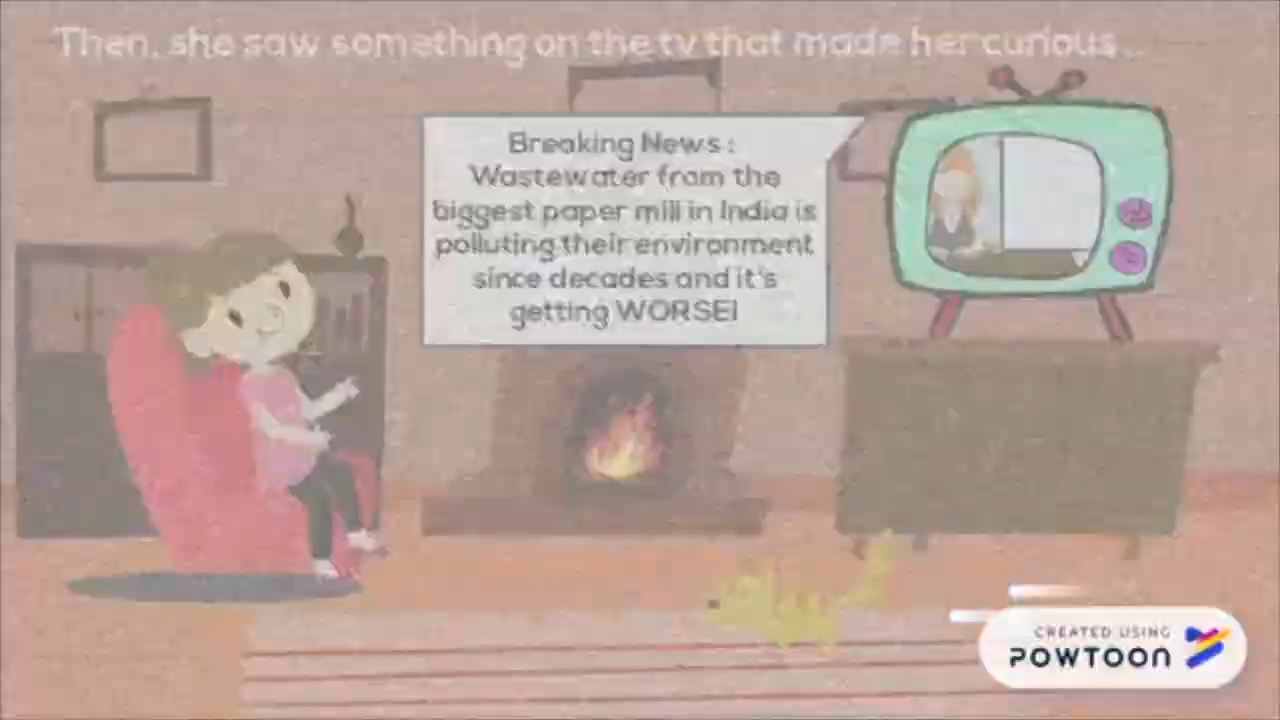 Then, she saw something on the tv that made her curious...
Breaking News :
Wastewater from the
biggest paper mill in India is
polluting their environment
since decades and it's
getting WORSE!
CREATED USING
POWTOON